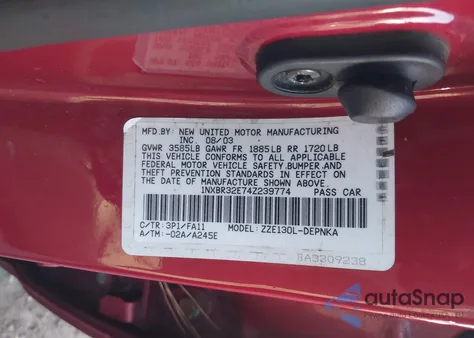 MFD.BY: NEW UNITED MOTOR MANUFACTURING
INC. 08/03
GVWR 3585LB GAWR FR 1885LB RR 1720LB
THIS VEHICLE CONFORMS TO ALL APPLICABLE
FEDERAL MOTOR VEHICLE SAFETY,BUMPER,AND
THEFT PREVENTION STANDARDS IN EFFECT ON
THE DATE OF MANUFACTURE SHOWN ABOVE.
1NXBR32E74Z239774 PASS CAR
C/TR: 3P1/FA11 MODEL: ZZE130L-DEPNKA
A/TM: -02A/A245E
BA3309238
autoSnap